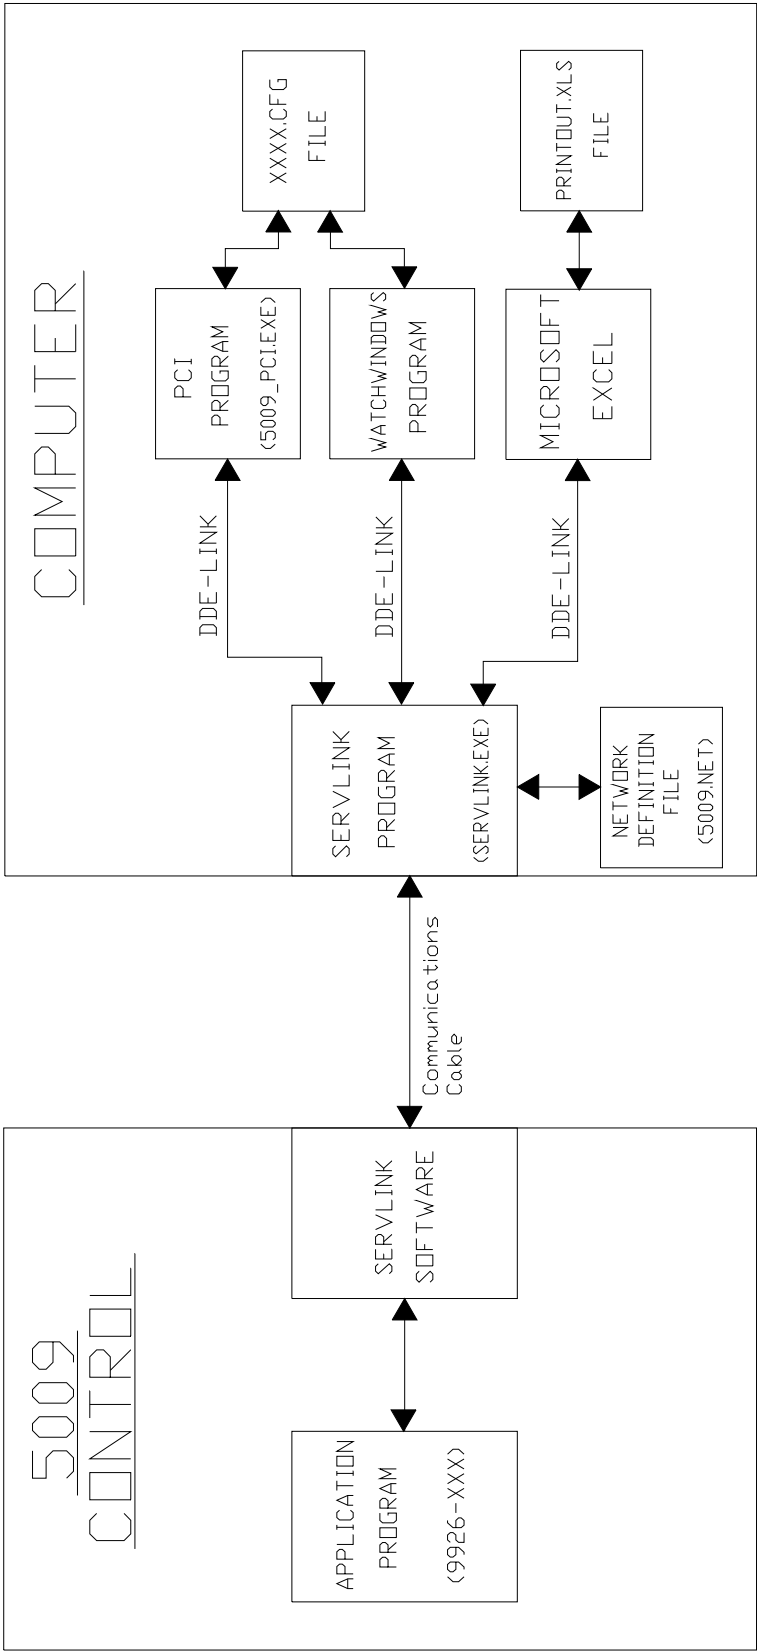 5009
CONTROL
APPLICATION
PROGRAM
(9926-XXX)
SERVLINK
SOFTWARE
Communications
Cable
COMPUTER
SERVLINK
PROGRAM
(SERVLINK.EXE)
NETWORK
DEFINITION
FILE
(5009.NET)
DDE-LINK
DDE-LINK
DDE-LINK
PCI
PROGRAM
(5009_PCI.EXE)
WATCHWINDOWS
PROGRAM
MICROSOFT
EXCEL
XXXX.CFG
FILE
PRINTOUT.XLS
FILE